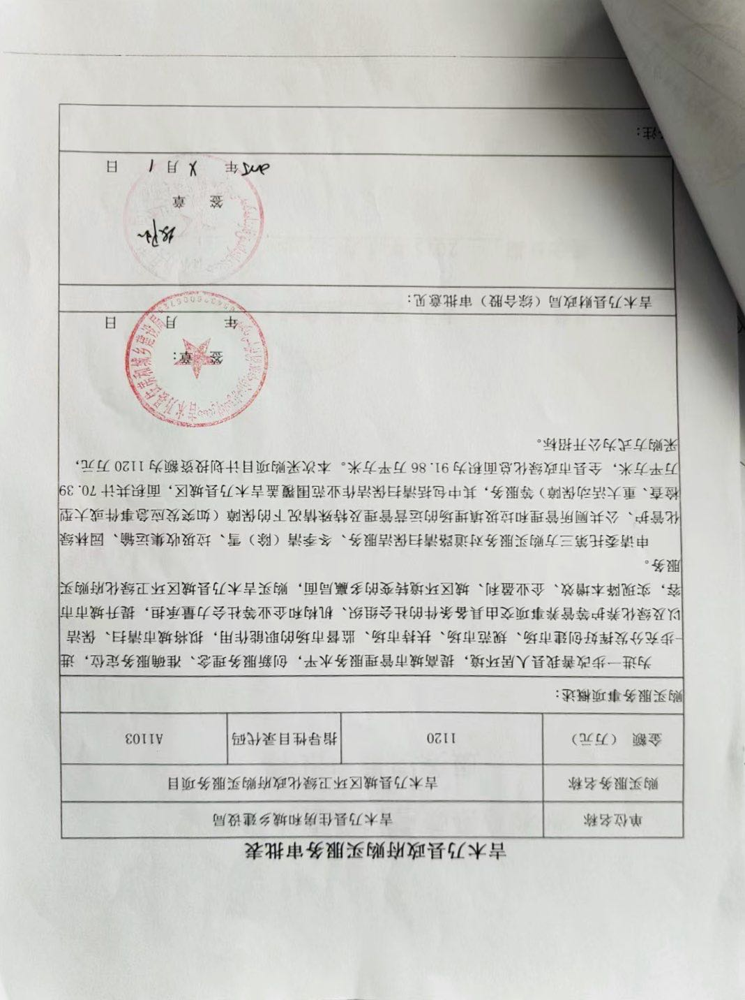 吉木乃县政府购买服务审批表
单位名称 吉木乃县住房和城乡建设局
购买服务名称 吉木乃县城区环卫绿化政府购买服务项目
金额（万元） 1120 指导性目录代码 A1103
购买服务事项概述：
为进一步改善我县人居环境，提高城市管理服务水平，创新服务理念、准确服务定位，进
一步充分发挥好创建市场、规范市场、扶持市场、监督市场的职能作用，拟将城市清扫、保洁
以及绿化养护等管养事项交由具备条件的社会组织、机构和企业等社会力量承担，提升城市市
容，实现降本增效、企业盈利、城区环境转变的多赢局面，购买吉木乃县城区环卫绿化府购买
服务。
申请委托第三方购买服务对道路清扫保洁服务、冬季清（除）雪、垃圾收集运输、园林绿
化管护、公共厕所管理和垃圾填埋场的运营管理及特殊情况下的保障（如突发应急事件或大型
检查、重大活动保障）等服务，其中包括清扫保洁作业范围覆盖吉木乃县城区，面积共计 70.39
万平方米，全县市政绿化总面积为 91.86 万平方米。本次采购项目计划投资额为 1120 万元，
采购方式为公开招标。
签 章：
年 月 日
吉木乃县住房和城乡建设局
吉木乃县财政局（综合股）审批意见：
签 章
年 月 1 日
注：